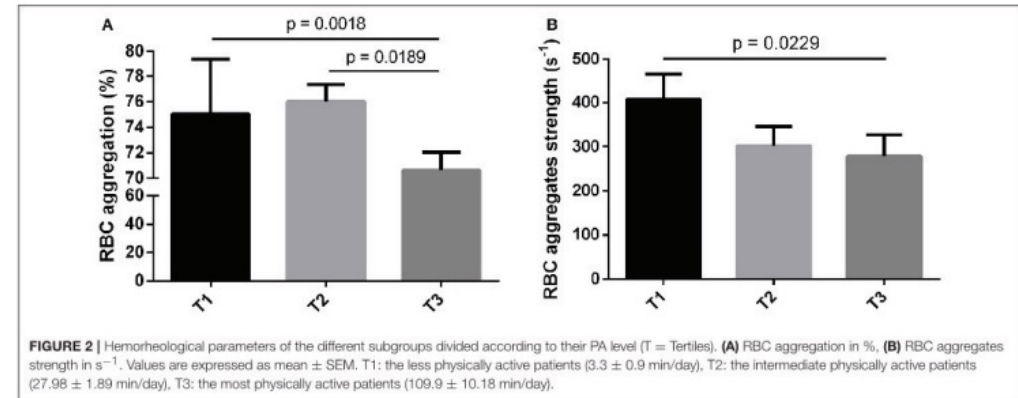 A
p = 0.0018
p = 0.0189
RBC aggregation (%)
80
78
76
74
72
70
60
40
20
0
T1
T2
T3
B
p = 0.0229
RBC aggregates strength (s⁻¹)
500
400
300
200
100
0
T1
T2
T3
FIGURE 2 | Hemorheological parameters of the different subgroups divided according to their PA level (T = Tertiles). (A) RBC aggregation in %, (B) RBC aggregates
strength in s⁻¹. Values are expressed as mean ± SEM. T1: the less physically active patients (3.3 ± 0.9 min/day), T2: the intermediate physically active patients
(27.98 ± 1.89 min/day), T3: the most physically active patients (109.9 ± 10.18 min/day).